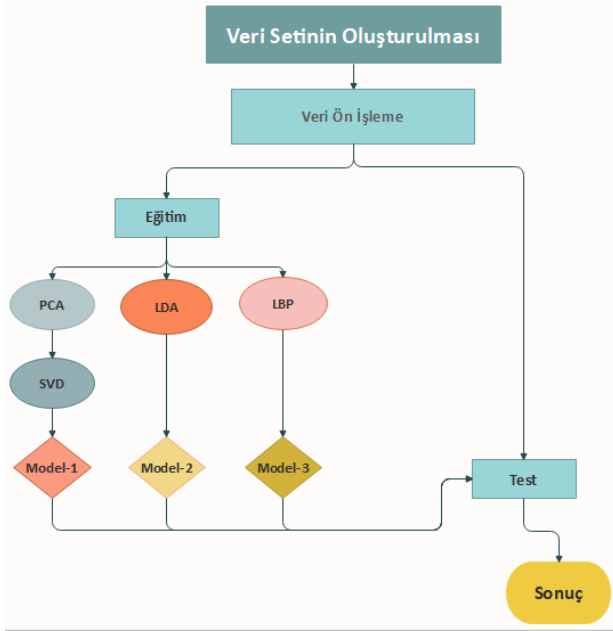 Veri Setinin Oluşturulması
Veri Ön İşleme
Eğitim
PCA
LDA
LBP
SVD
Model-1
Model-2
Model-3
Test
Sonuç